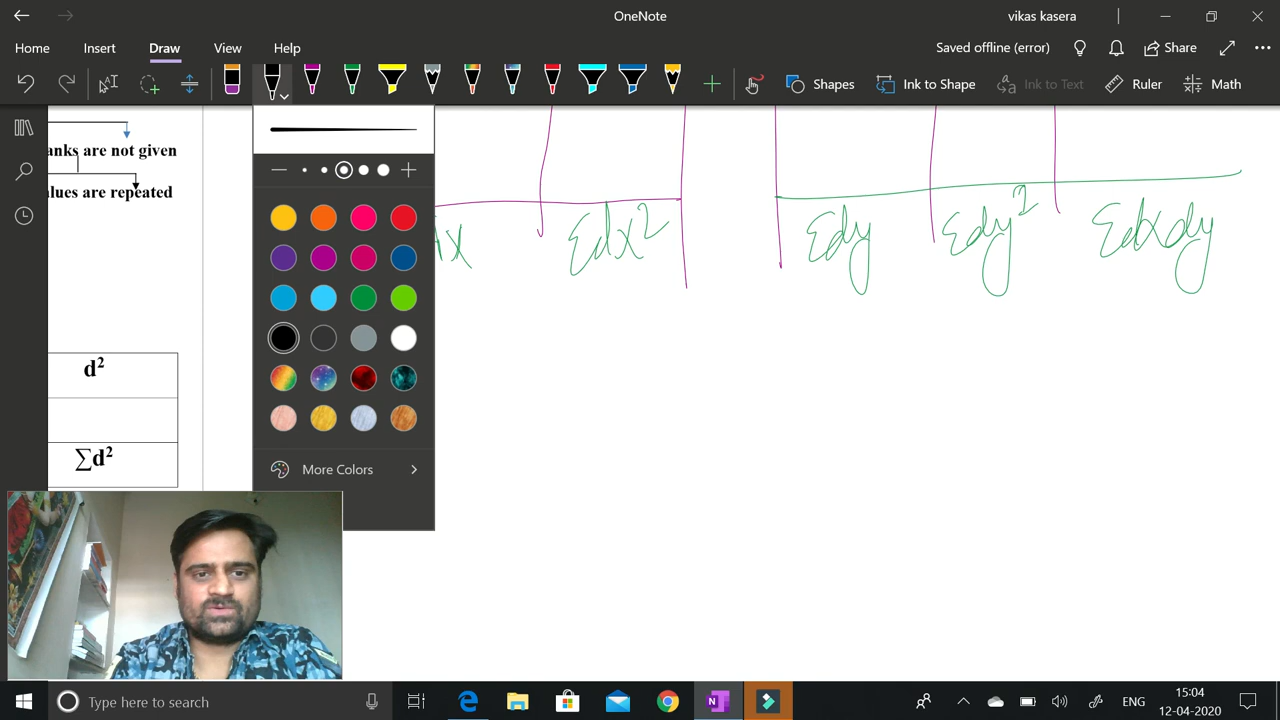 OneNote
vikas kasera
Home Insert Draw View Help
Saved offline (error) Share
Shapes Ink to Shape Ink to Text Ruler Math
anks are not given
alues are repeated
x Σdx² Σdy Σdy² Σdxdy
d²
∑d²
More Colors
Type here to search
ENG
15:04
12-04-2020